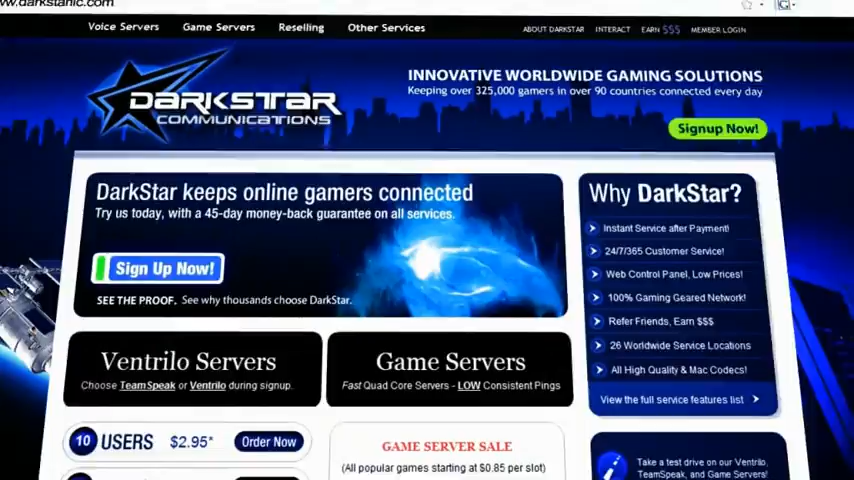 Voice Servers
Game Servers
Reselling
Other Services
ABOUT DARKSTAR
INTERACT
EARN $$$
MEMBER LOGIN
DARKSTAR
COMMUNICATIONS
INNOVATIVE WORLDWIDE GAMING SOLUTIONS
Keeping over 325,000 gamers in over 90 countries connected every day
Signup Now!
DarkStar keeps online gamers connected
Try us today, with a 45-day money-back guarantee on all services.
Sign Up Now!
SEE THE PROOF. See why thousands choose DarkStar.
Why DarkStar?
Instant Service after Payment!
24/7/365 Customer Service!
Web Control Panel, Low Prices!
100% Gaming Geared Network!
Refer Friends, Earn $$$
26 Worldwide Service Locations
All High Quality & Mac Codecs!
View the full service features list
Ventrilo Servers
Choose TeamSpeak or Ventrilo during signup.
Game Servers
Fast Quad Core Servers - LOW Consistent Pings
10 USERS $2.95* Order Now
GAME SERVER SALE
(All popular games starting at $0.85 per slot)
Take a test drive on our Ventrilo,
TeamSpeak, and Game Servers!